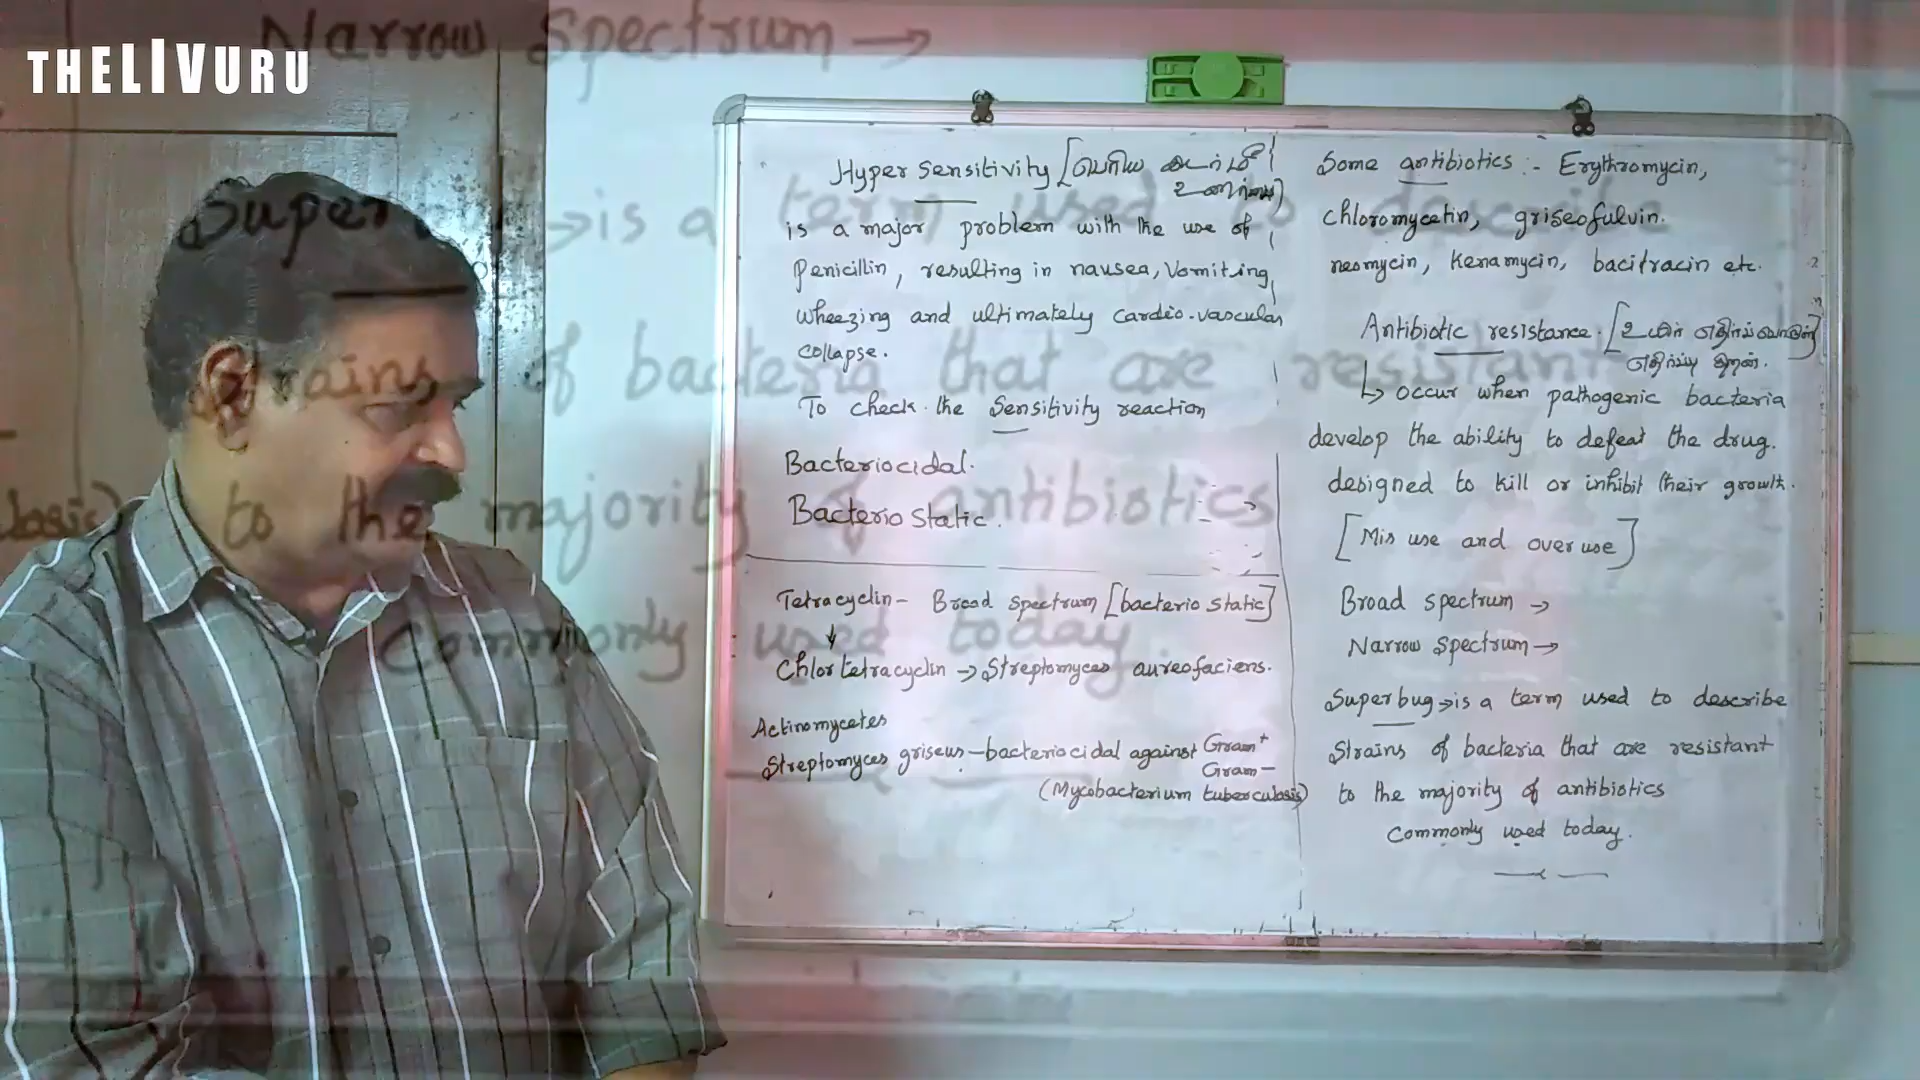 THELIVURU
Narrow Spectrum →
Super →is a term used to describe
Strains of bacteria that are resistant
to the majority of antibiotics
Commonly used today.
Hyper Sensitivity [
is a major problem with the use of
Penicillin, resulting in nausea, Vomiting,
wheezing and ultimately cardio-vascular
collapse.
To check the Sensitivity reaction
Bacteriocidal.
Bacterio Static.
Tetracyclin - Broad Spectrum [bacterio static]
↓
Chlortetracyclin → Streptomyces aureofaciens.
Actinomycetes
Streptomyces griseus - bacteriocidal against Gram+
Gram-
(Mycobacterium tuberculosis)
Some antibiotics :- Erythromycin,
chloromycetin, griseofulvin.
neomycin, Kenamycin, bacitracin etc.
Antibiotic resistance. [உயிர்
எதிர்ப்பு திறன்.
↳ occur when pathogenic bacteria
develop the ability to defeat the drug.
designed to kill or inhibit their growth.
[Mis use and over use]
Broad spectrum →
Narrow Spectrum →
Superbug →is a term used to describe
Strains of bacteria that are resistant
to the majority of antibiotics
Commonly used today.